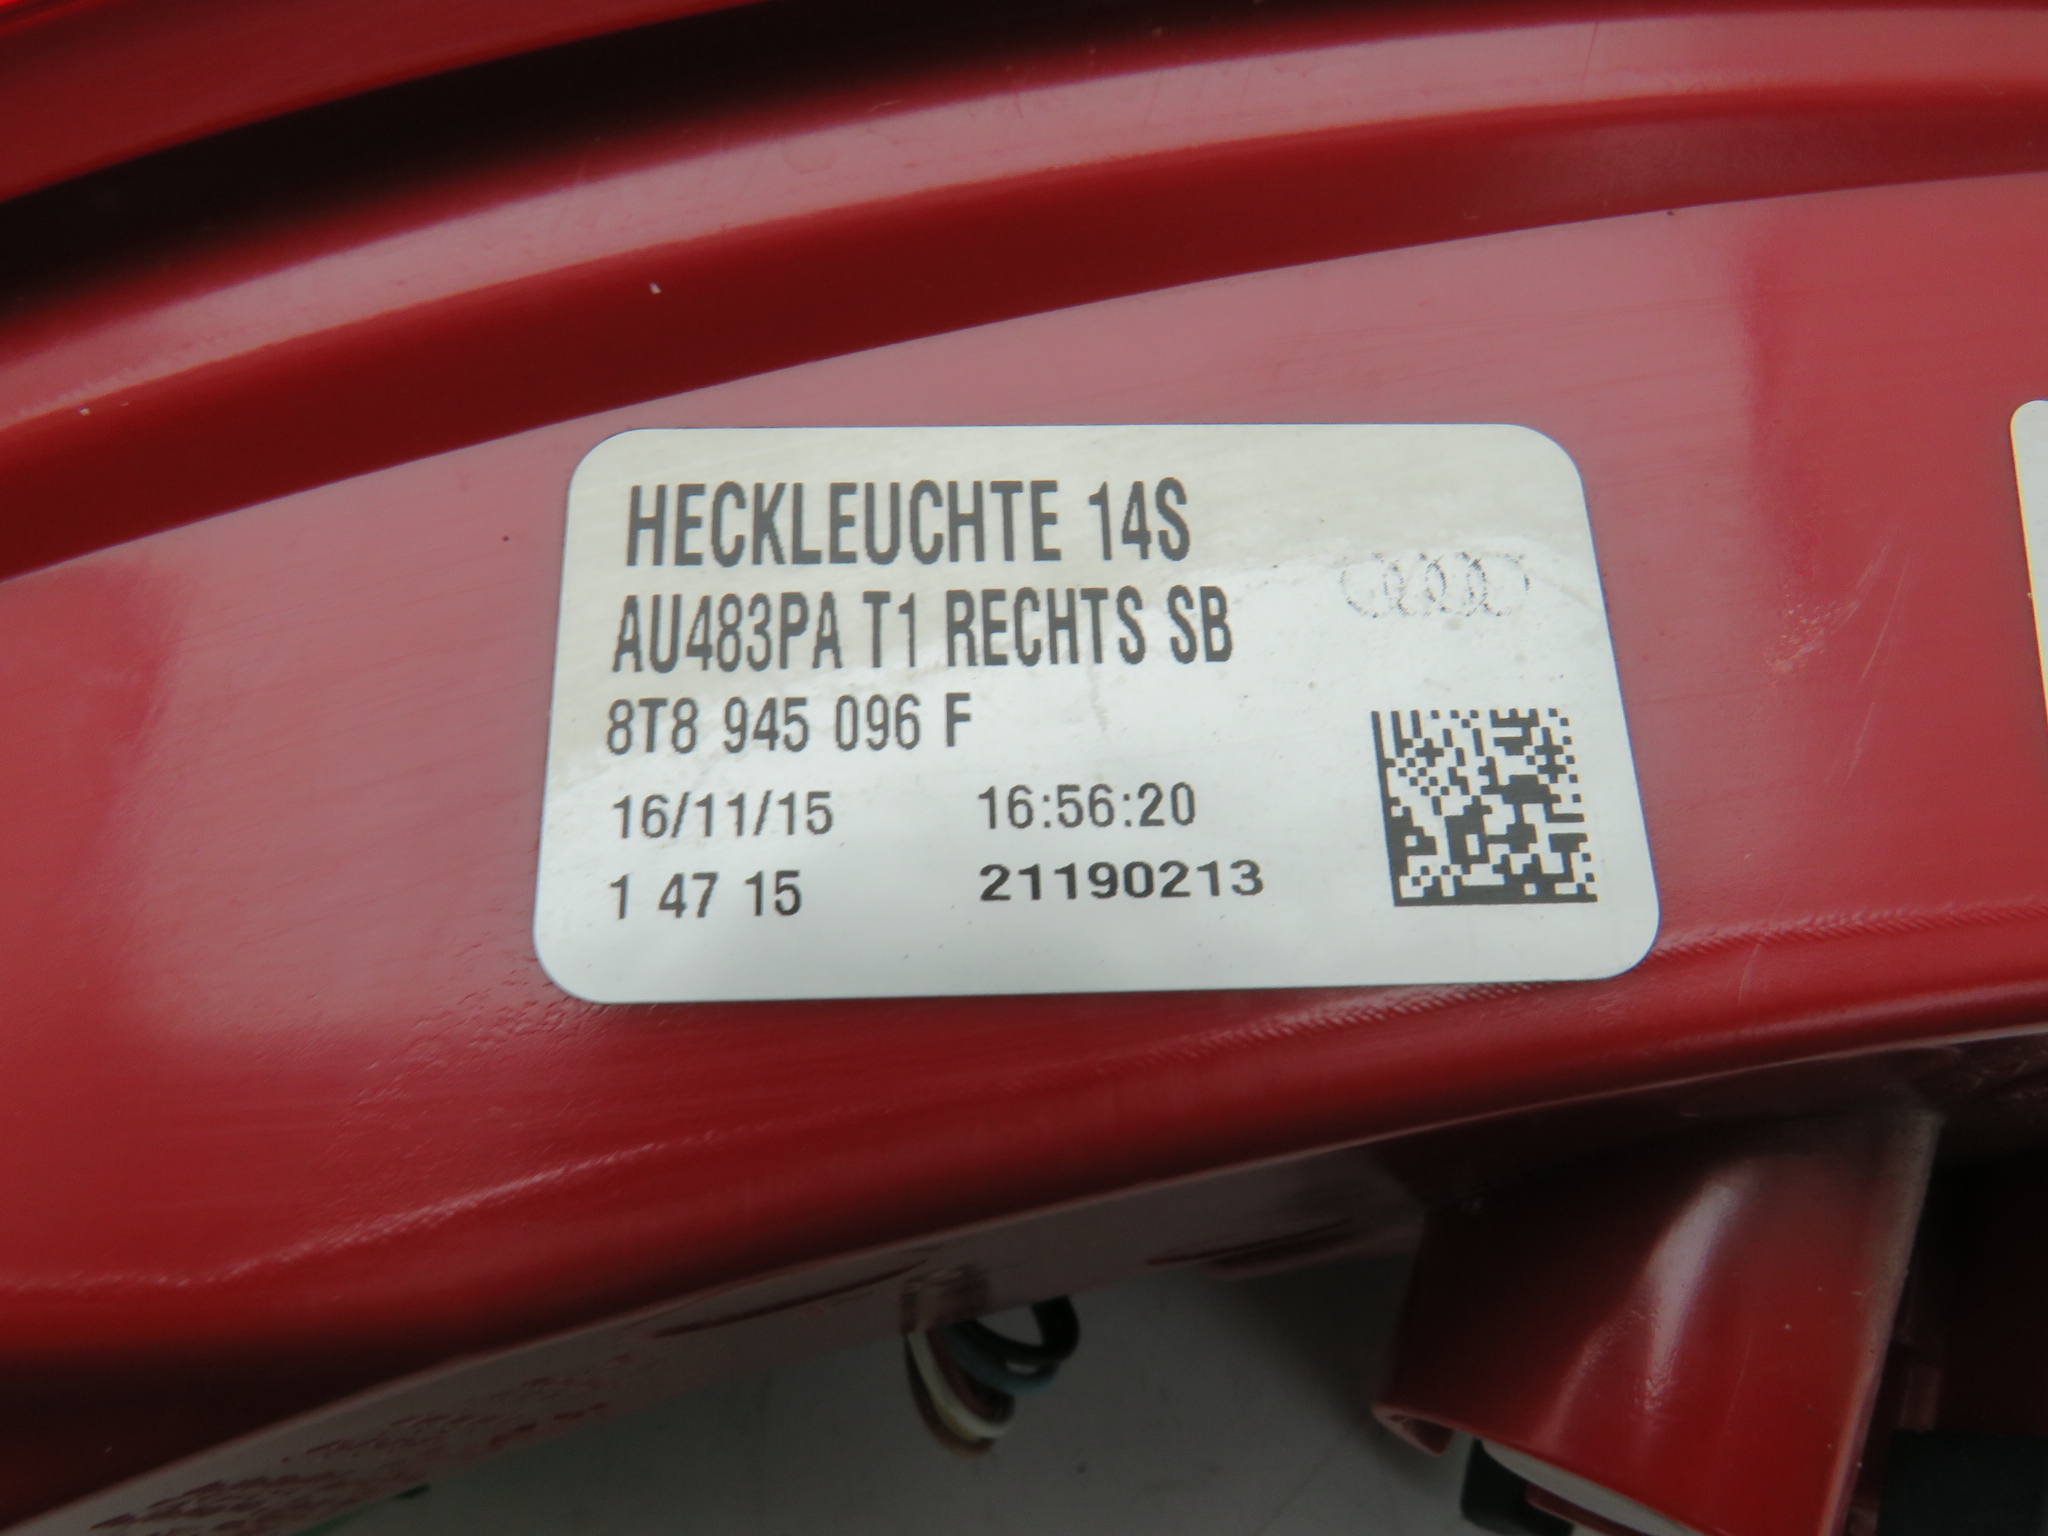 HECKLEUCHTE 14S
AU483PA T1 RECHTS SB
8T8 945 096 F
16/11/15 16:56:20
1 47 15 21190213